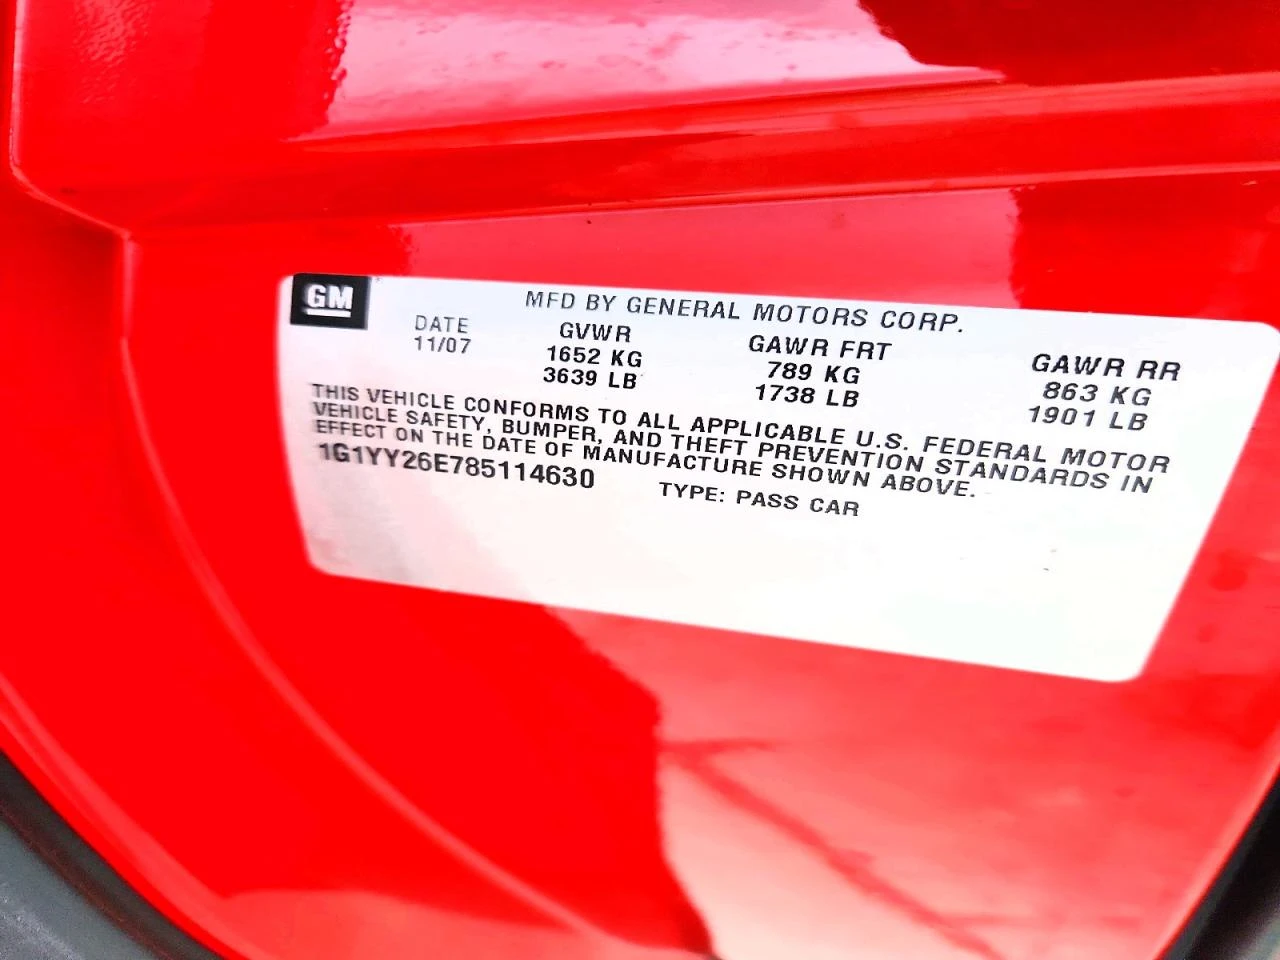 GM
MFD BY GENERAL MOTORS CORP.
DATE GVWR GAWR FRT GAWR RR
11/07 1652 KG 789 KG 863 KG
3639 LB 1738 LB 1901 LB
THIS VEHICLE CONFORMS TO ALL APPLICABLE U.S. FEDERAL MOTOR
VEHICLE SAFETY, BUMPER, AND THEFT PREVENTION STANDARDS IN
EFFECT ON THE DATE OF MANUFACTURE SHOWN ABOVE.
1G1YY26E785114630 TYPE: PASS CAR